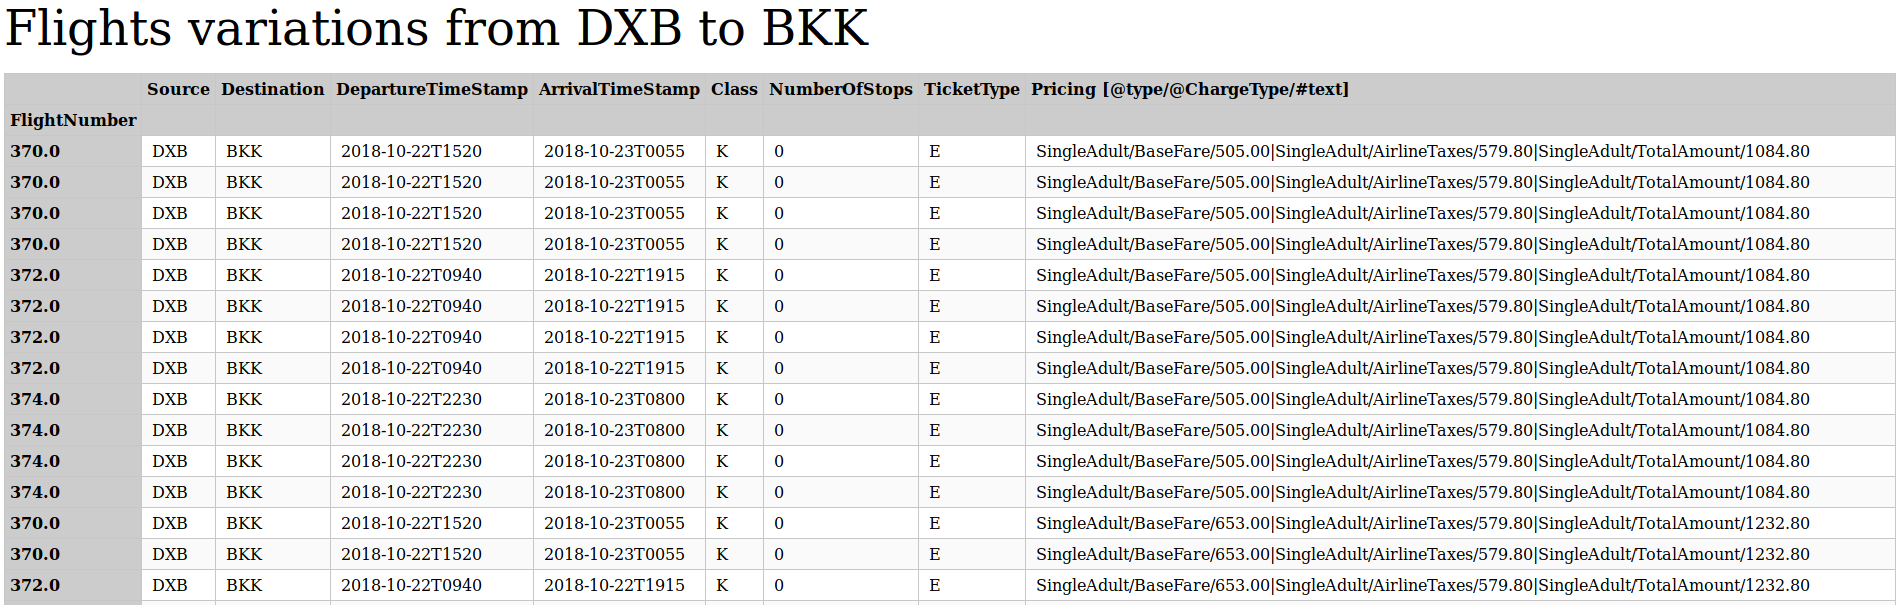 Flights variations from DXB to BKK
Source Destination DepartureTimeStamp ArrivalTimeStamp Class NumberOfStops TicketType Pricing [@type/@ChargeType/#text]
FlightNumber
370.0 DXB BKK 2018-10-22T1520 2018-10-23T0055 K 0 E SingleAdult/BaseFare/505.00|SingleAdult/AirlineTaxes/579.80|SingleAdult/TotalAmount/1084.80
370.0 DXB BKK 2018-10-22T1520 2018-10-23T0055 K 0 E SingleAdult/BaseFare/505.00|SingleAdult/AirlineTaxes/579.80|SingleAdult/TotalAmount/1084.80
370.0 DXB BKK 2018-10-22T1520 2018-10-23T0055 K 0 E SingleAdult/BaseFare/505.00|SingleAdult/AirlineTaxes/579.80|SingleAdult/TotalAmount/1084.80
370.0 DXB BKK 2018-10-22T1520 2018-10-23T0055 K 0 E SingleAdult/BaseFare/505.00|SingleAdult/AirlineTaxes/579.80|SingleAdult/TotalAmount/1084.80
372.0 DXB BKK 2018-10-22T0940 2018-10-22T1915 K 0 E SingleAdult/BaseFare/505.00|SingleAdult/AirlineTaxes/579.80|SingleAdult/TotalAmount/1084.80
372.0 DXB BKK 2018-10-22T0940 2018-10-22T1915 K 0 E SingleAdult/BaseFare/505.00|SingleAdult/AirlineTaxes/579.80|SingleAdult/TotalAmount/1084.80
372.0 DXB BKK 2018-10-22T0940 2018-10-22T1915 K 0 E SingleAdult/BaseFare/505.00|SingleAdult/AirlineTaxes/579.80|SingleAdult/TotalAmount/1084.80
372.0 DXB BKK 2018-10-22T0940 2018-10-22T1915 K 0 E SingleAdult/BaseFare/505.00|SingleAdult/AirlineTaxes/579.80|SingleAdult/TotalAmount/1084.80
374.0 DXB BKK 2018-10-22T2230 2018-10-23T0800 K 0 E SingleAdult/BaseFare/505.00|SingleAdult/AirlineTaxes/579.80|SingleAdult/TotalAmount/1084.80
374.0 DXB BKK 2018-10-22T2230 2018-10-23T0800 K 0 E SingleAdult/BaseFare/505.00|SingleAdult/AirlineTaxes/579.80|SingleAdult/TotalAmount/1084.80
374.0 DXB BKK 2018-10-22T2230 2018-10-23T0800 K 0 E SingleAdult/BaseFare/505.00|SingleAdult/AirlineTaxes/579.80|SingleAdult/TotalAmount/1084.80
374.0 DXB BKK 2018-10-22T2230 2018-10-23T0800 K 0 E SingleAdult/BaseFare/505.00|SingleAdult/AirlineTaxes/579.80|SingleAdult/TotalAmount/1084.80
370.0 DXB BKK 2018-10-22T1520 2018-10-23T0055 K 0 E SingleAdult/BaseFare/653.00|SingleAdult/AirlineTaxes/579.80|SingleAdult/TotalAmount/1232.80
370.0 DXB BKK 2018-10-22T1520 2018-10-23T0055 K 0 E SingleAdult/BaseFare/653.00|SingleAdult/AirlineTaxes/579.80|SingleAdult/TotalAmount/1232.80
372.0 DXB BKK 2018-10-22T0940 2018-10-22T1915 K 0 E SingleAdult/BaseFare/653.00|SingleAdult/AirlineTaxes/579.80|SingleAdult/TotalAmount/1232.80